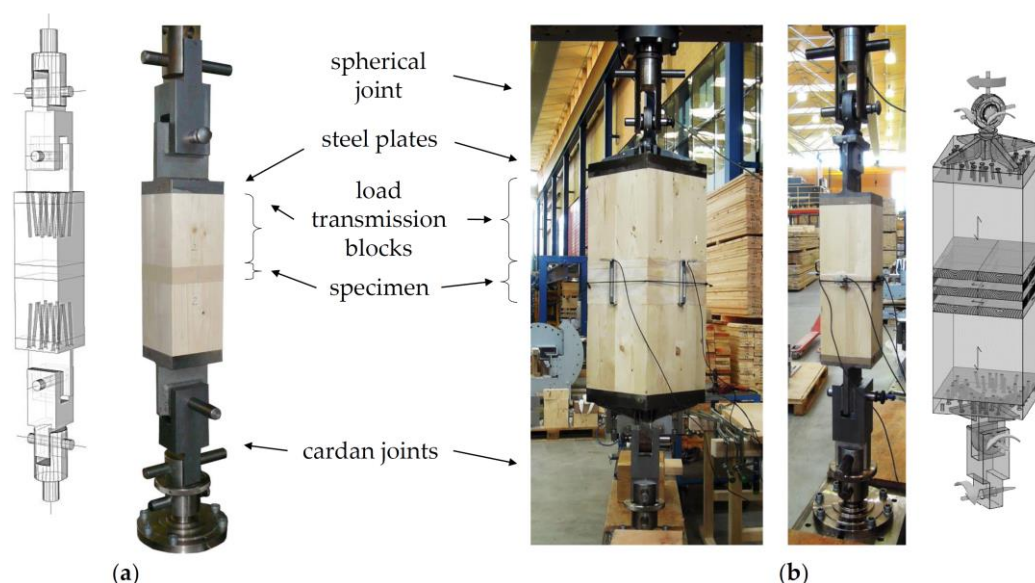 spherical
joint
steel plates
load
transmission
blocks
specimen
cardan joints
(a)
(b)